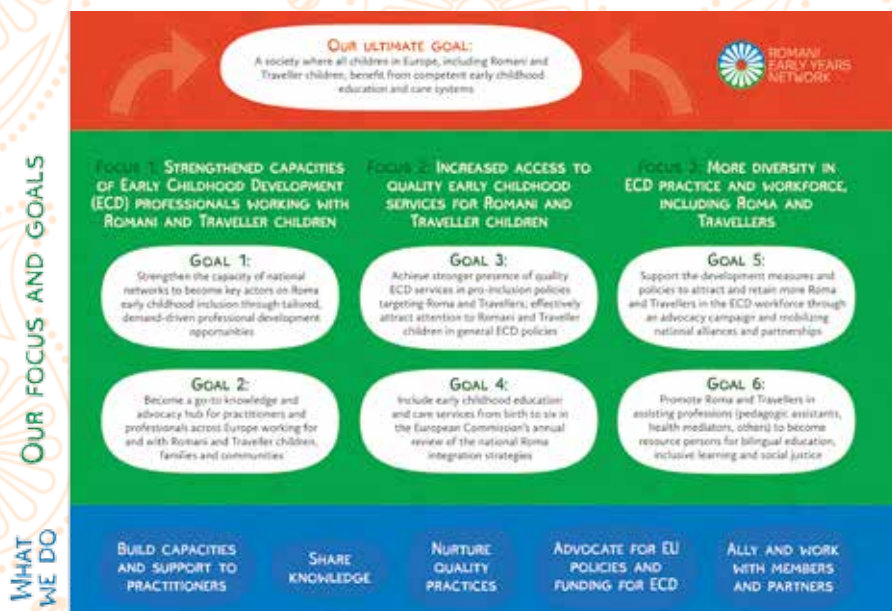 WHAT
WE DO
OUR FOCUS AND GOALS
OUR ULTIMATE GOAL:
A society where all children in Europe, including Romani and
Traveller children, benefit from competent early childhood
education and care systems
ROMANI
EARLY YEARS
NETWORK
FOCUS 1: STRENGTHENED CAPACITIES
OF EARLY CHILDHOOD DEVELOPMENT
(ECD) PROFESSIONALS WORKING WITH
ROMANI AND TRAVELLER CHILDREN
GOAL 1:
Strengthen the capacity of national
networks to become key actors on Roma
early childhood inclusion through tailored,
demand-driven professional development
opportunities
GOAL 2:
Become a go-to knowledge and
advocacy hub for practitioners and
professionals across Europe working for
and with Romani and Traveller children,
families and communities
FOCUS 2: INCREASED ACCESS TO
QUALITY EARLY CHILDHOOD
SERVICES FOR ROMANI AND
TRAVELLER CHILDREN
GOAL 3:
Achieve stronger presence of quality
ECD services in pro-inclusion policies
targeting Roma and Travellers; effectively
attract attention to Romani and Traveller
children in general ECD policies
GOAL 4:
Include early childhood education
and care services from birth to six in
the European Commission's annual
review of the national Roma
integration strategies
FOCUS 3: MORE DIVERSITY IN
ECD PRACTICE AND WORKFORCE,
INCLUDING ROMA AND
TRAVELLERS
GOAL 5:
Support the development measures and
policies to attract and retain more Roma
and Travellers in the ECD workforce through
an advocacy campaign and mobilizing
national alliances and partnerships
GOAL 6:
Promote Roma and Travellers in
assisting professions (pedagogic assistants,
health mediators, others) to become
resource persons for bilingual education,
inclusive learning and social justice
BUILD CAPACITIES
AND SUPPORT TO
PRACTITIONERS
SHARE
KNOWLEDGE
NURTURE
QUALITY
PRACTICES
ADVOCATE FOR EU
POLICIES AND
FUNDING FOR ECD
ALLY AND WORK
WITH MEMBERS
AND PARTNERS